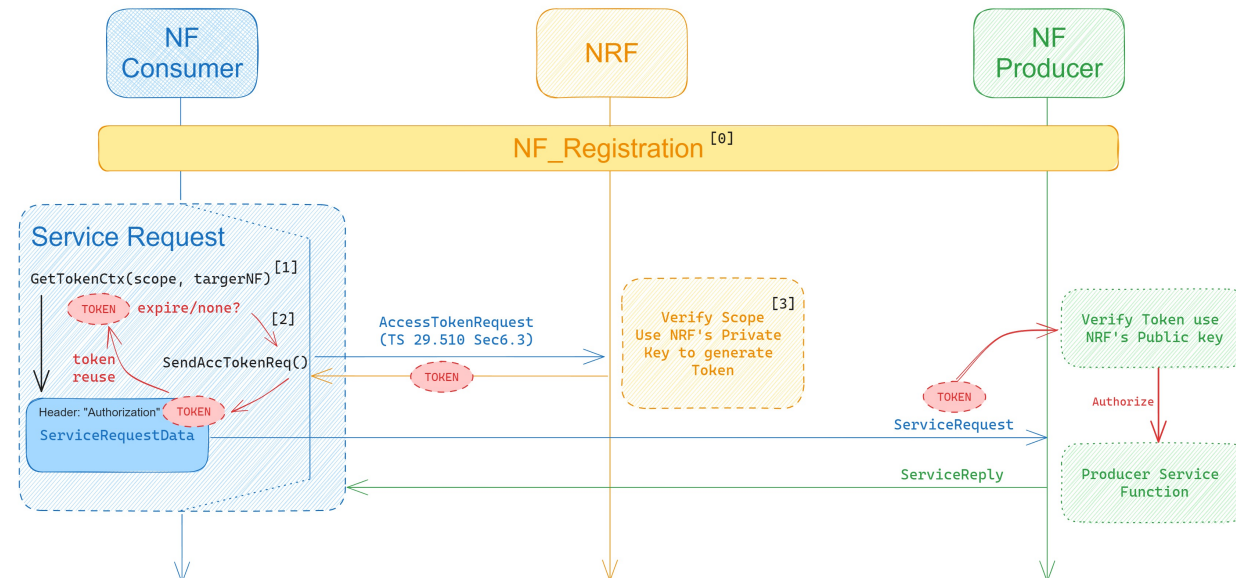 NF
Consumer
NRF
NF
Producer
NF_Registration [0]
Service Request
GetTokenCtx(scope, targerNF) [1]
TOKEN
expire/none?
[2]
token
reuse
SendAccTokenReq()
Header: "Authorization"
TOKEN
ServiceRequestData
AccessTokenRequest
(TS 29.510 Sec6.3)
TOKEN
[3]
Verify Scope
Use NRF's Private
Key to generate
Token
TOKEN
ServiceRequest
ServiceReply
Verify Token use
NRF's Public key
Authorize
Producer Service
Function